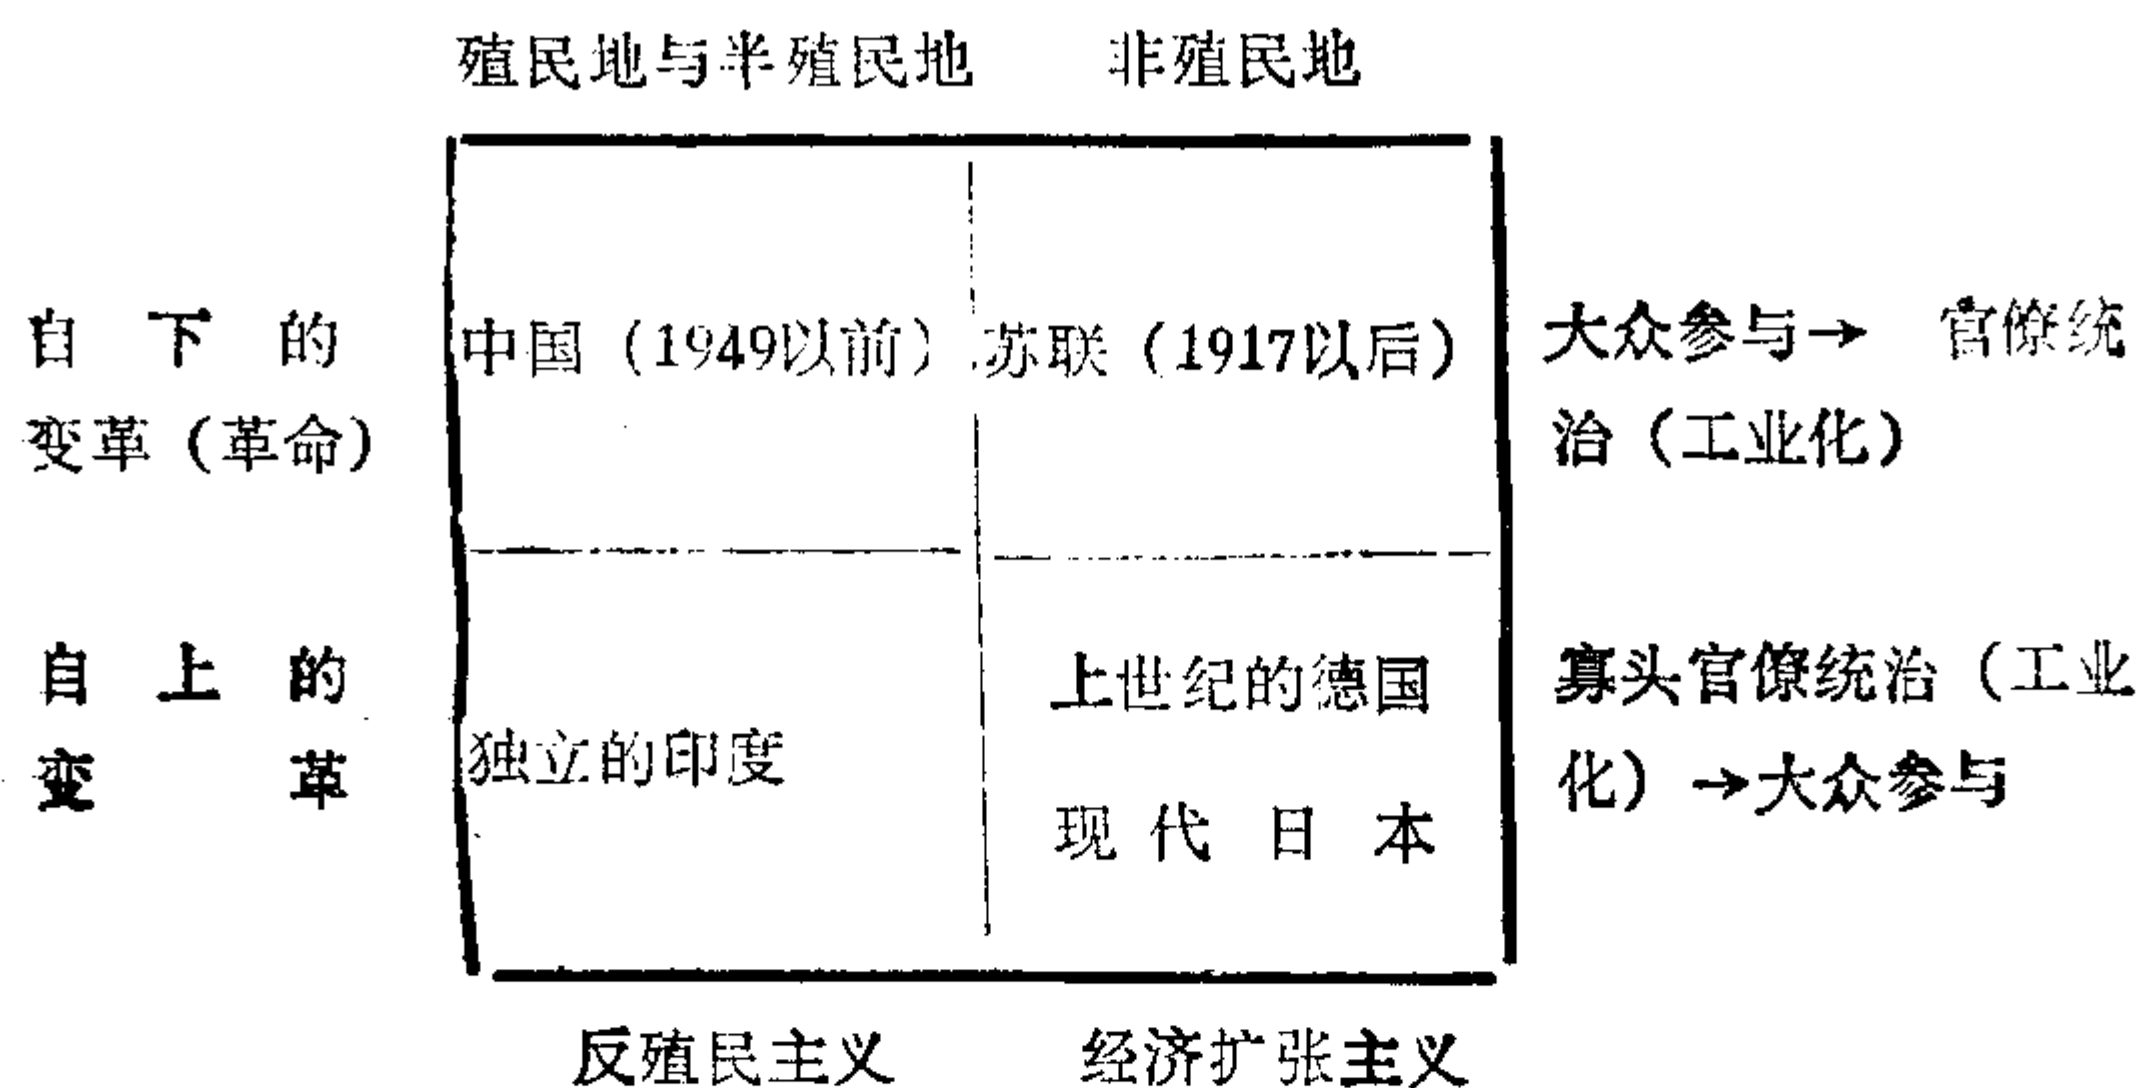 殖民地与半殖民地 非殖民地
自下的 中国（1949以前） 苏联（1917以后） 大众参与→ 官僚统
变革（革命） 治（工业化）
自上的 上世纪的德国 寡头官僚统治（工业
变革 独立的印度 化）→大众参与
现代日本
反殖民主义 经济扩张主义